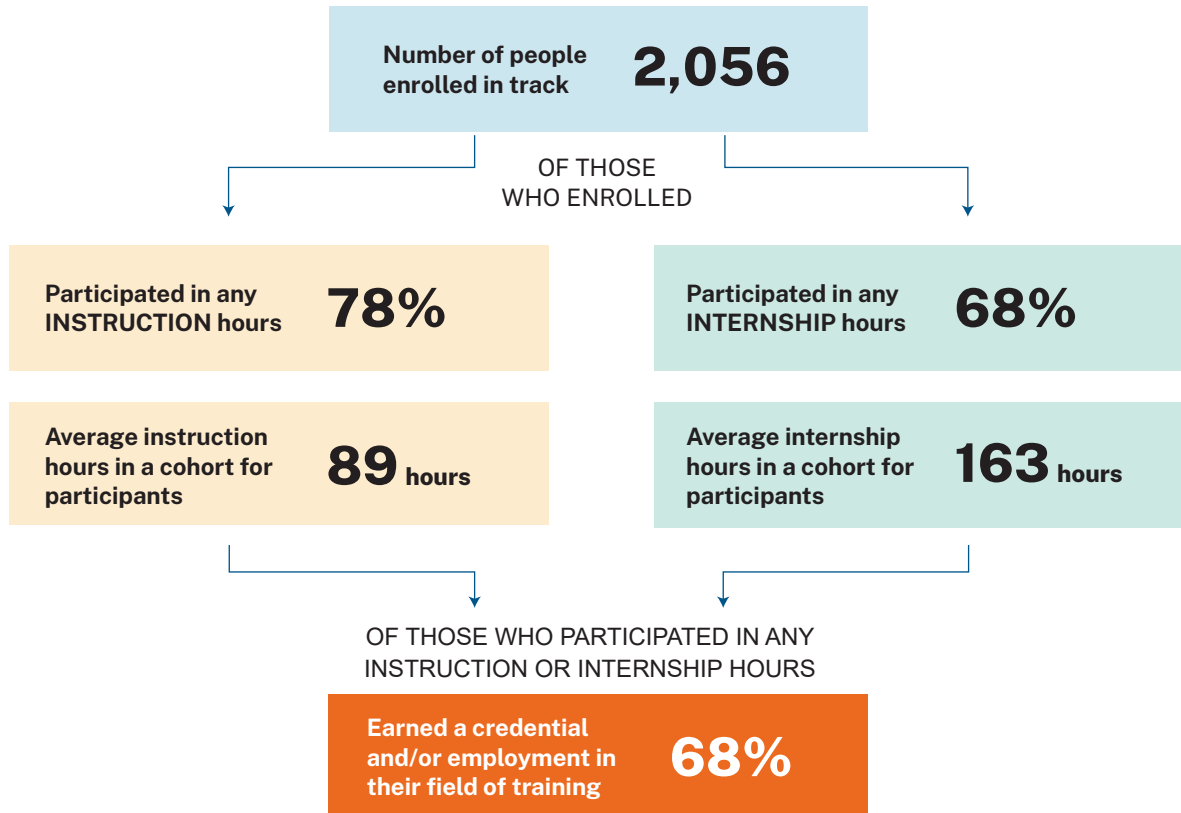 Number of people
enrolled in track
2,056
OF THOSE
WHO ENROLLED
Participated in any
INSTRUCTION hours
78%
Participated in any
INTERNSHIP hours
68%
Average instruction
hours in a cohort for
participants
89 hours
Average internship
hours in a cohort for
participants
163 hours
OF THOSE WHO PARTICIPATED IN ANY
INSTRUCTION OR INTERNSHIP HOURS
Earned a credential
and/or employment in
their field of training
68%